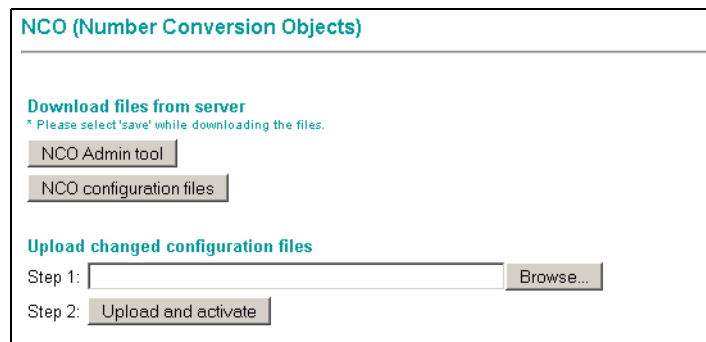 NCO (Number Conversion Objects)
Download files from server
* Please select 'save' while downloading the files.
NCO Admin tool
NCO configuration files
Upload changed configuration files
Step 1: Browse...
Step 2: Upload and activate